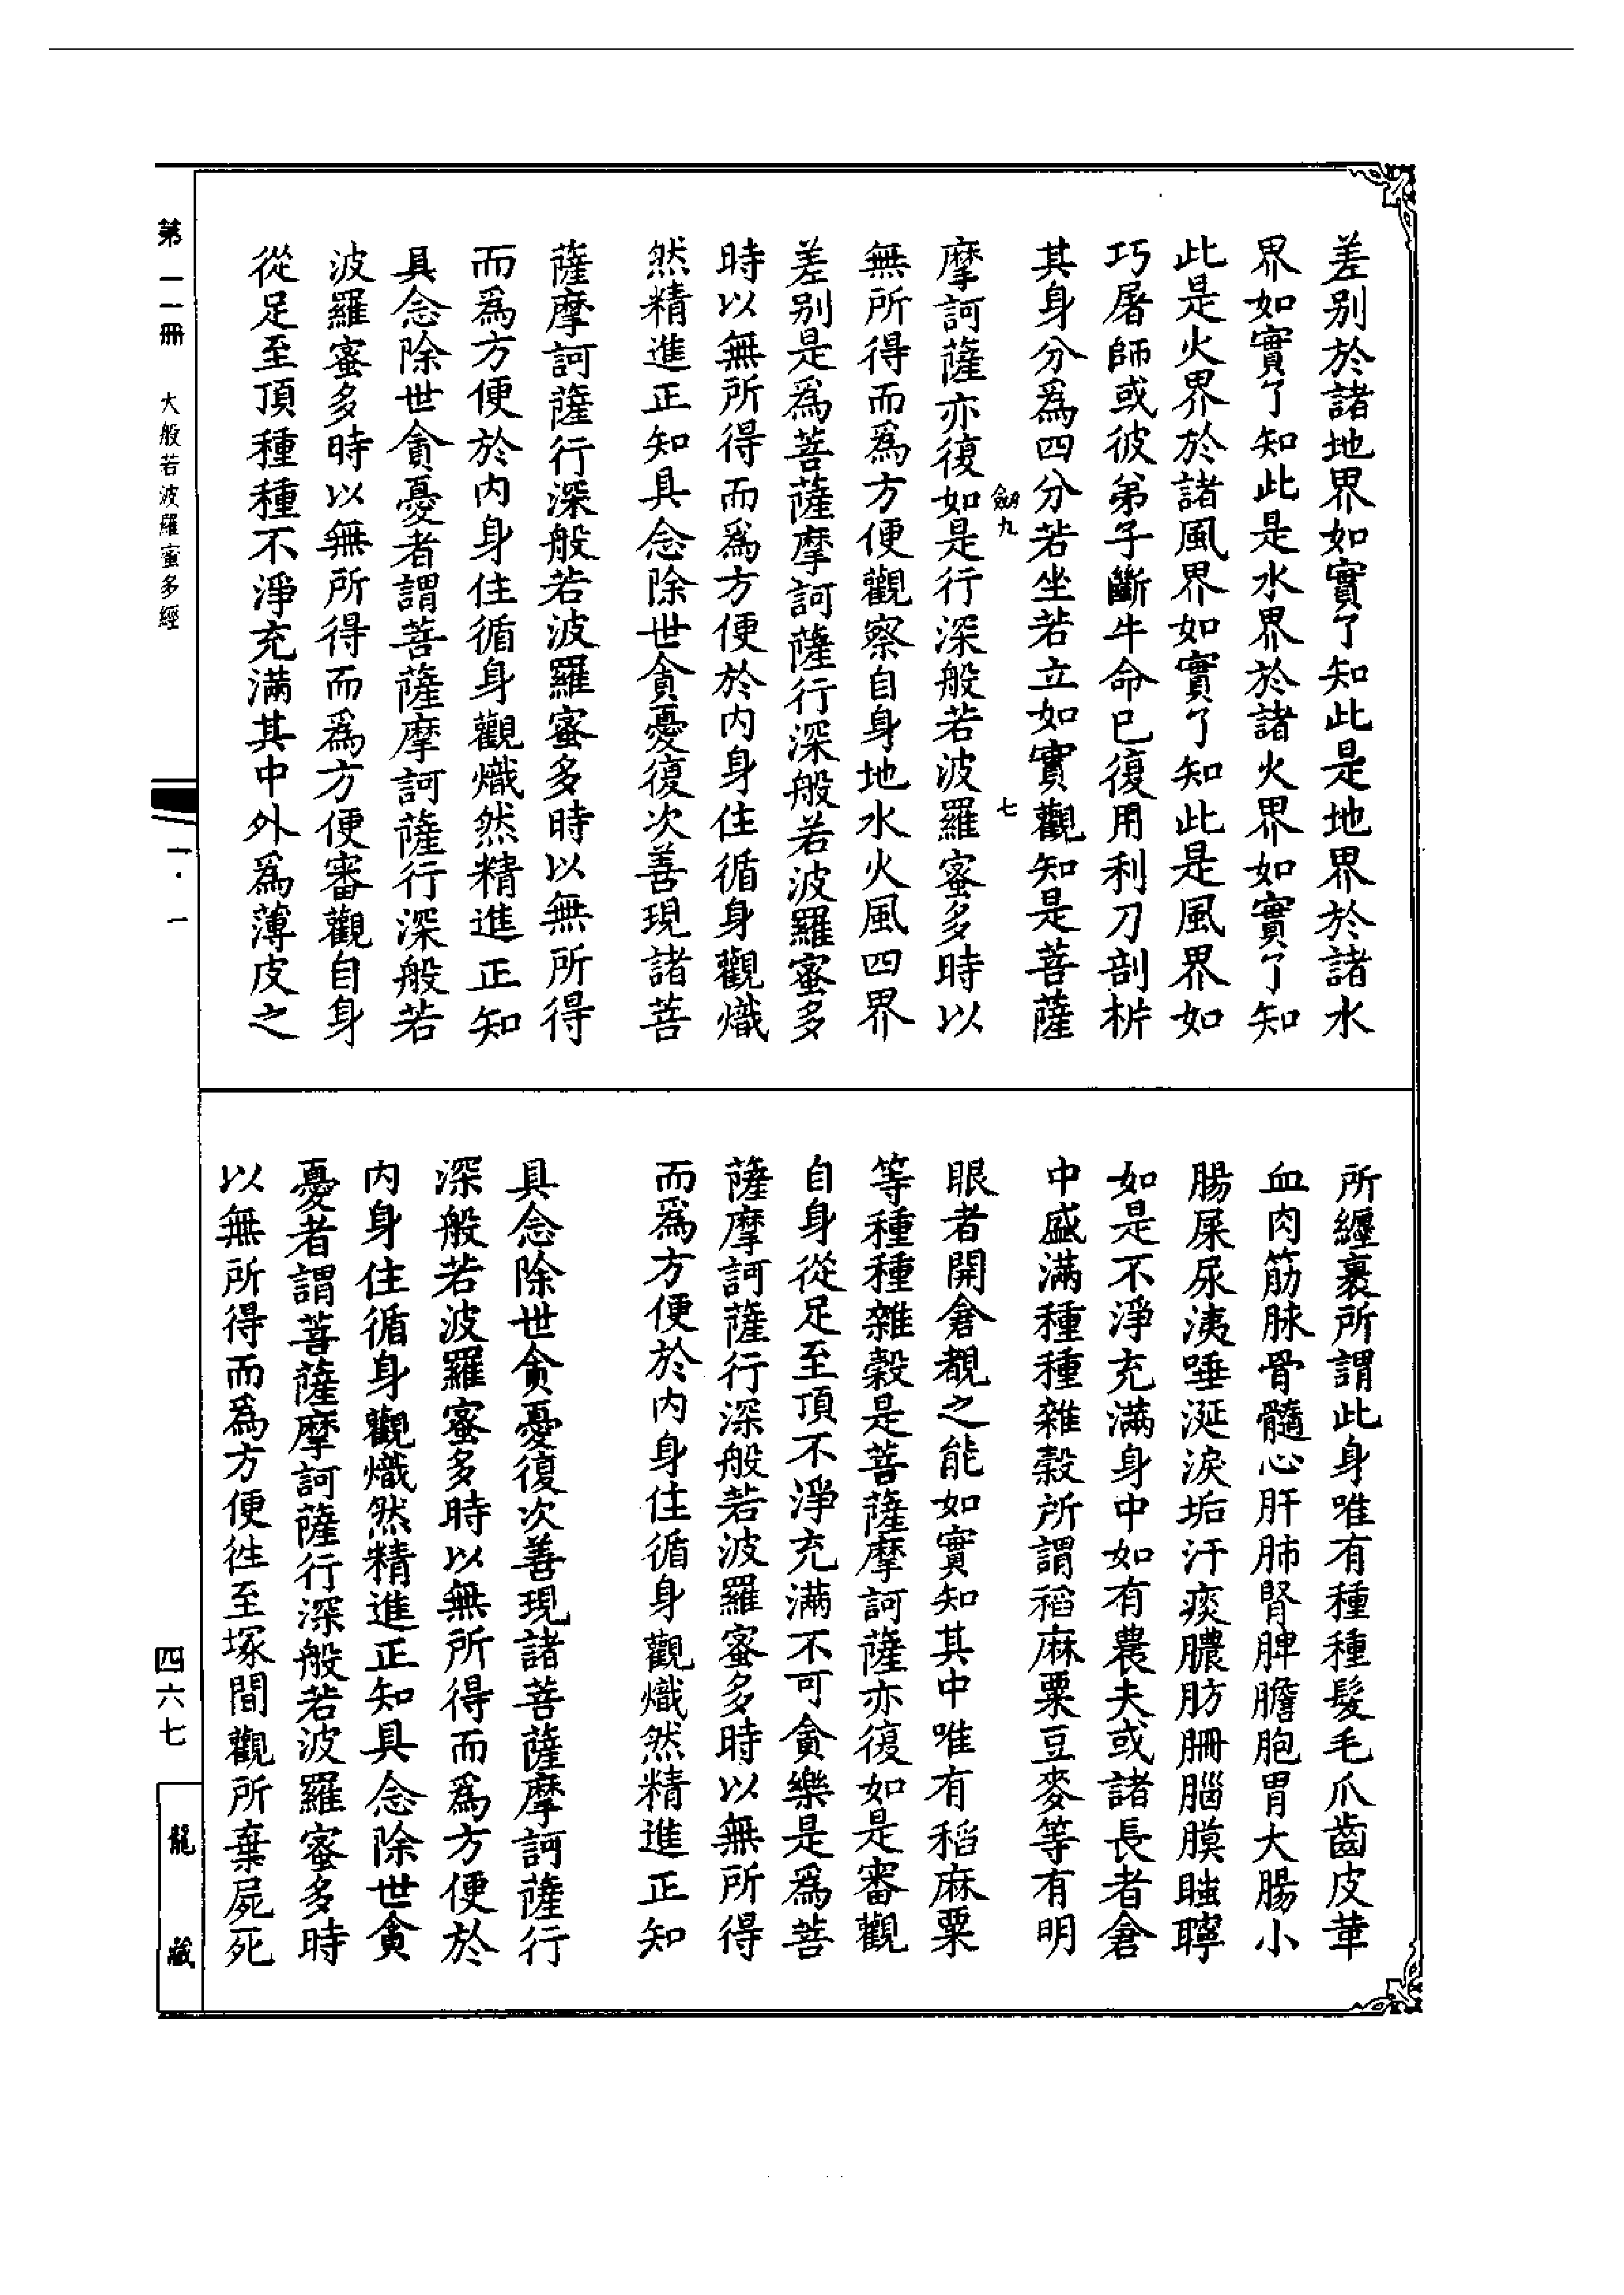 差别於諸地界如實了知此是地界於諸水
界如實了知此是水界於諸火界如實了知
此是火界於諸風界如實了知此是風界如
巧屠師或彼弟子斷牛命已復用利刀剖析
其身分爲四分若坐若立如實觀知是菩薩
劒九 七
摩訶薩亦復如是行深般若波羅蜜多時以
無所得而爲方便觀察自身地水火風四界
差别是爲菩薩摩訶薩行深般若波羅蜜多
時以無所得而爲方便於内身住循身觀熾
然精進正知具念除世貪憂復次善現諸菩
薩摩訶薩行深般若波羅蜜多時以無所得
而爲方便於内身住循身觀熾然精進正知
具念除世貪憂者謂菩薩摩訶薩行深般若
波羅蜜多時以無所得而爲方便審觀自身
從足至頂種種不淨充滿其中外爲薄皮之
所纏裹所謂此身唯有種種髮毛爪齒皮革
血肉筋脉骨髓心肝肺腎脾膽胞胃大腸小
腸屎尿洟唾涎淚垢汗痰膿肪𦙱腦膜眵聹
如是不淨充滿身中如有農夫或諸長者倉
中盛滿種種雜穀所謂稻麻粟豆麥等有明
眼者開倉覩之能如實知其中唯有稻麻粟
等種種雜穀是菩薩摩訶薩亦復如是審觀
自身從足至頂不淨充滿不可貪樂是爲菩
薩摩訶薩行深般若波羅蜜多時以無所得
而爲方便於内身住循身觀熾然精進正知
具念除世貪憂復次善現諸菩薩摩訶薩行
深般若波羅蜜多時以無所得而爲方便於
内身住循身觀熾然精進正知具念除世貪
憂者謂菩薩摩訶薩行深般若波羅蜜多時
以無所得而爲方便徃至塚間觀所棄屍死
第一一冊 大般若波羅蜜多經
一·一
四六七
龍藏